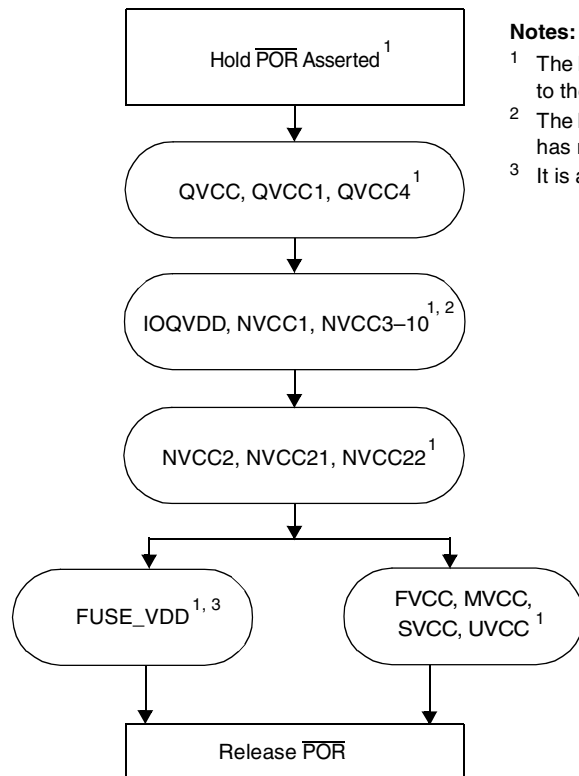 Hold POR Asserted 1
QVCC, QVCC1, QVCC4 1
IOQVDD, NVCC1, NVCC3–10 1, 2
NVCC2, NVCC21, NVCC22 1
FUSE_VDD 1, 3
FVCC, MVCC,
SVCC, UVCC 1
Release POR
Notes:
1 The
to the
2 The
has
3 It is